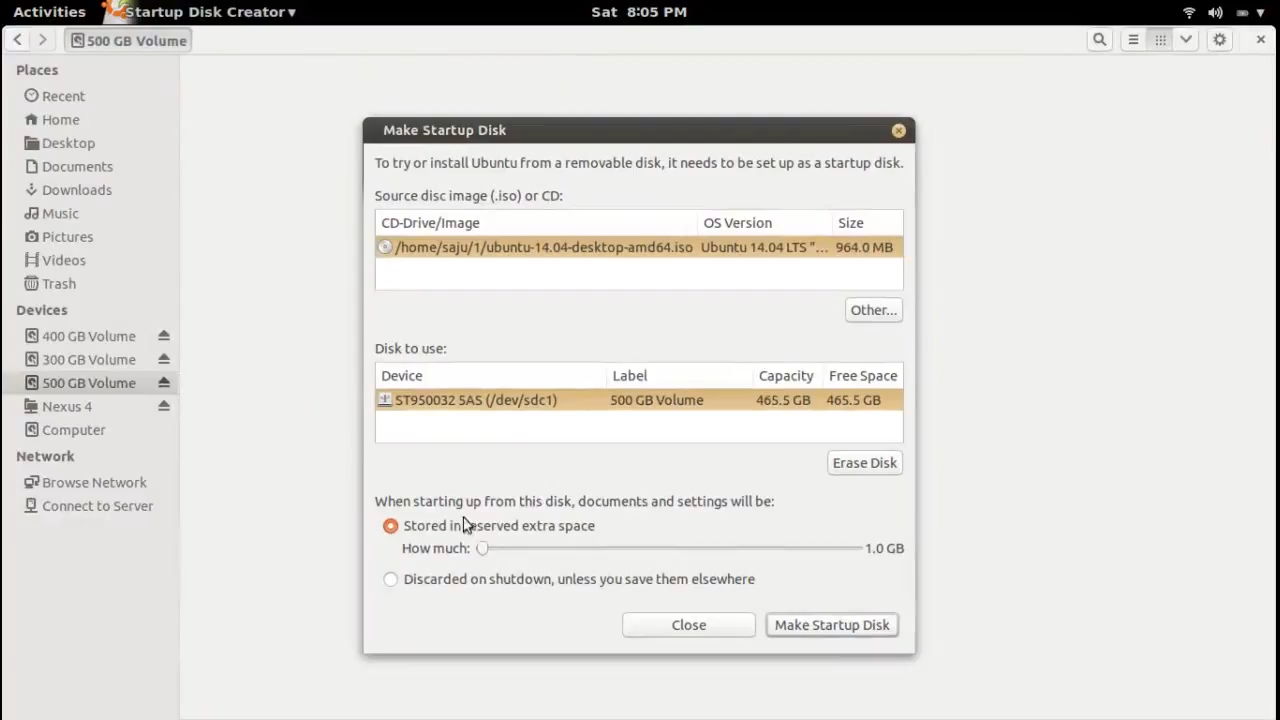 Activities Startup Disk Creator Sat 8:05 PM
500 GB Volume
Places
Recent
Home
Desktop
Documents
Downloads
Music
Pictures
Videos
Trash
Devices
400 GB Volume
300 GB Volume
500 GB Volume
Nexus 4
Computer
Network
Browse Network
Connect to Server
Make Startup Disk
To try or install Ubuntu from a removable disk, it needs to be set up as a startup disk.
Source disc image (.iso) or CD:
CD-Drive/Image OS Version Size
/home/saju/1/ubuntu-14.04-desktop-amd64.iso Ubuntu 14.04 LTS "... 964.0 MB
Other...
Disk to use:
Device Label Capacity Free Space
ST950032 5AS (/dev/sdc1) 500 GB Volume 465.5 GB 465.5 GB
Erase Disk
When starting up from this disk, documents and settings will be:
Stored in reserved extra space
How much: 1.0 GB
Discarded on shutdown, unless you save them elsewhere
Close Make Startup Disk